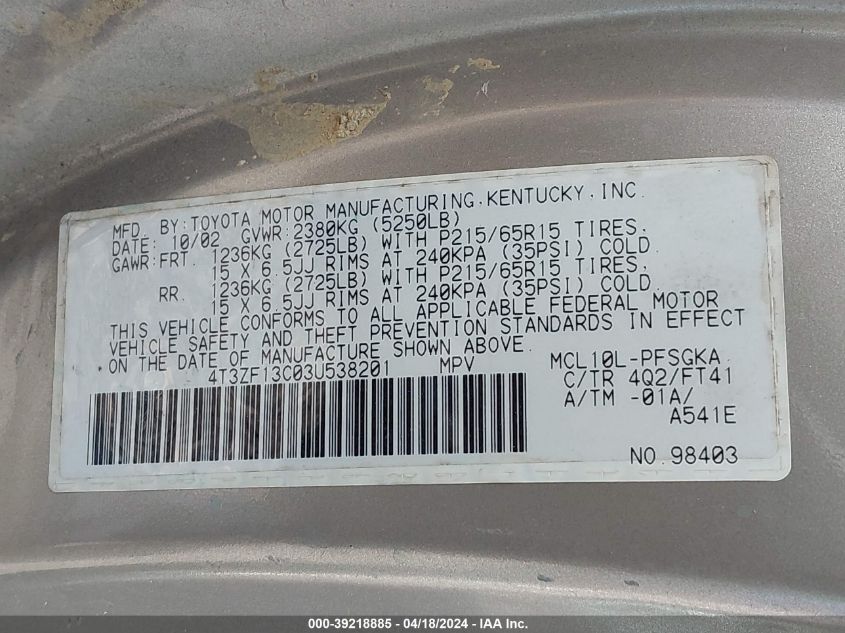 MFD. BY:TOYOTA MOTOR MANUFACTURING.KENTUCKY,INC.
DATE: 10/02 GVWR:2380KG (5250LB)
GAWR:FRT. 1236KG (2725LB) WITH P215/65R15 TIRES.
15 X 6.5JJ RIMS AT 240KPA (35PSI) COLD.
RR. 1236KG (2725LB) WITH P215/65R15 TIRES.
15 X 6.5JJ RIMS AT 240KPA (35PSI) COLD.
THIS VEHICLE CONFORMS TO ALL APPLICABLE FEDERAL MOTOR
VEHICLE SAFETY AND THEFT PREVENTION STANDARDS IN EFFECT
ON THE DATE OF MANUFACTURE SHOWN ABOVE.
4T3ZF13C03U538201 MPV MCL10L-PFSGKA
C/TR 4Q2/FT41
A/TM -01A/
A541E
NO.98403
000-39218885 - 04/18/2024 - IAA Inc.